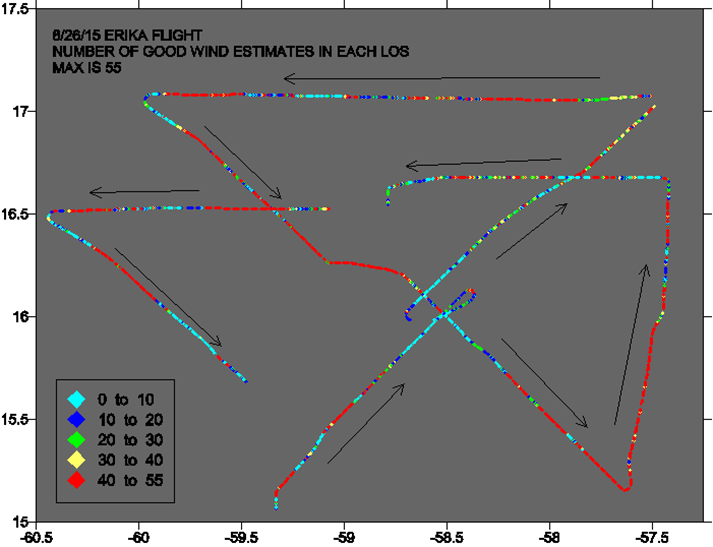 17.5
8/26/15 ERIKA FLIGHT
NUMBER OF GOOD WIND ESTIMATES IN EACH LOS
MAX IS 55
17
16.5
16
15.5
0 to 10
10 to 20
20 to 30
30 to 40
40 to 55
15
-60.5 -60 -59.5 -59 -58.5 -58 -57.5